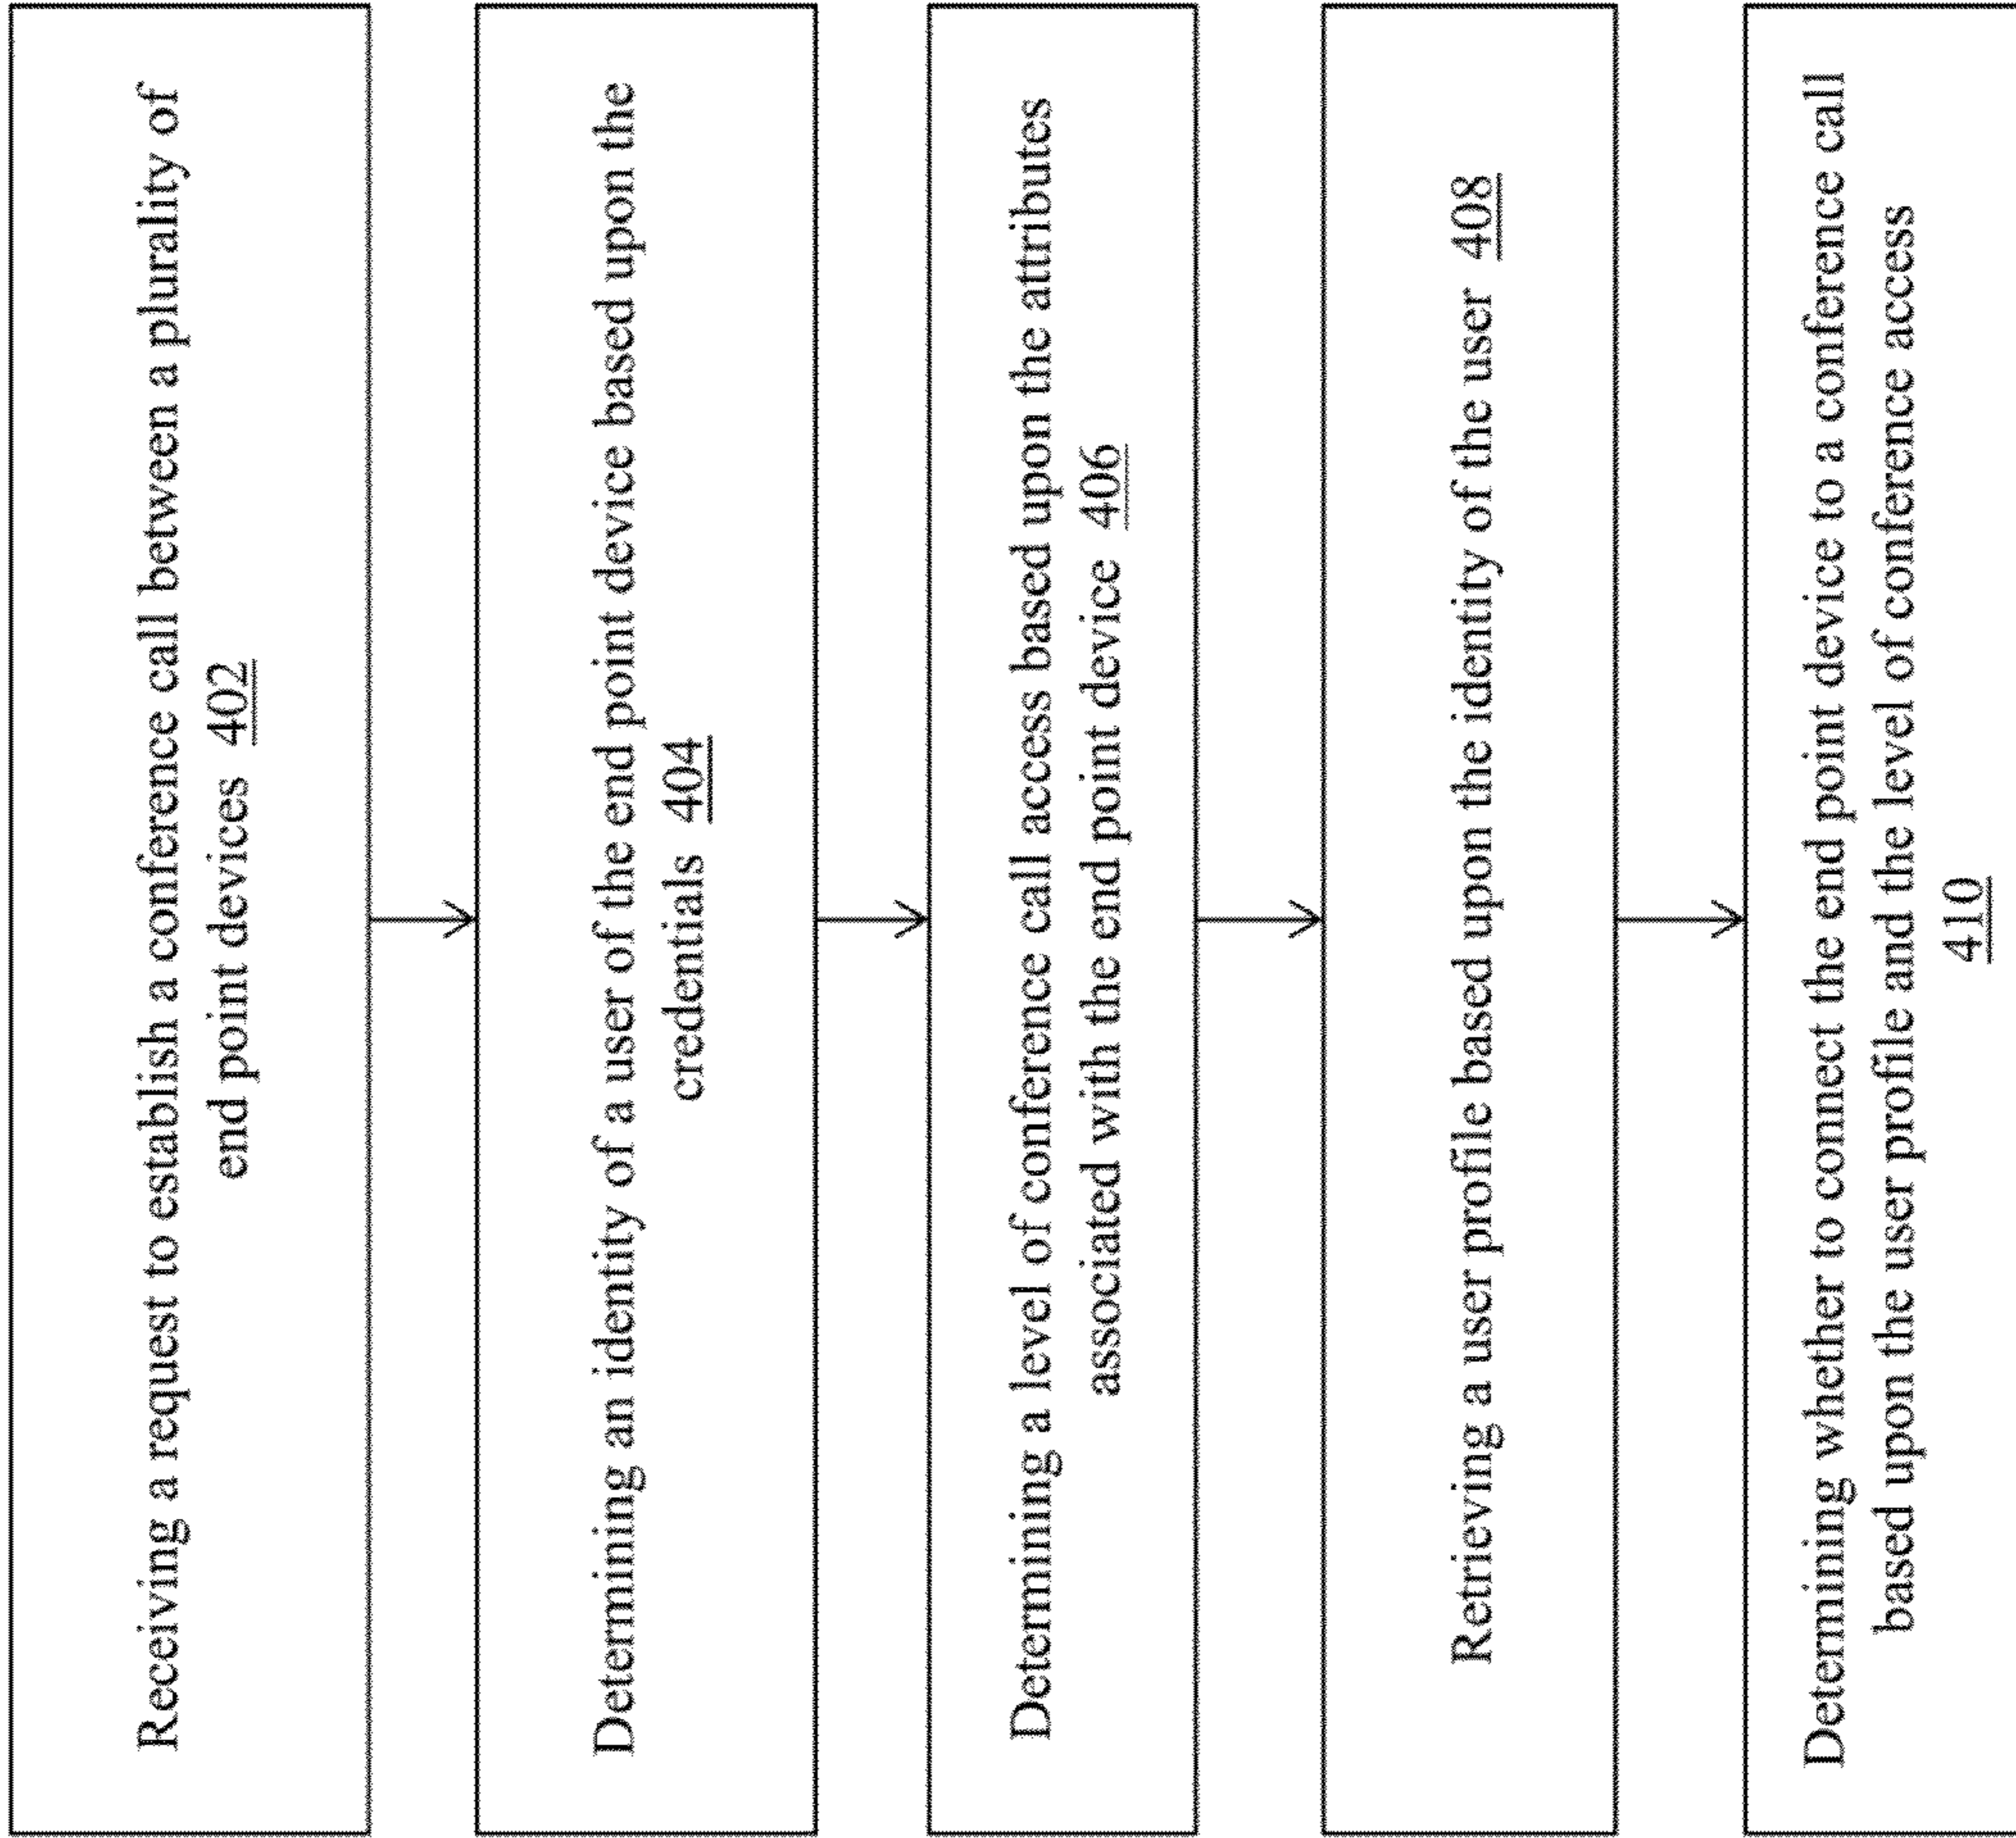 Receiving a request to establish a conference call between a plurality of
end point devices 402
Determining an identity of a user of the end point device based upon the
credentials 404
Determining a level of conference call access based upon the attributes
associated with the end point device 406
Retrieving a user profile based upon the identity of the user 408
Determining whether to connect the end point device to a conference call
based upon the user profile and the level of conference access
410